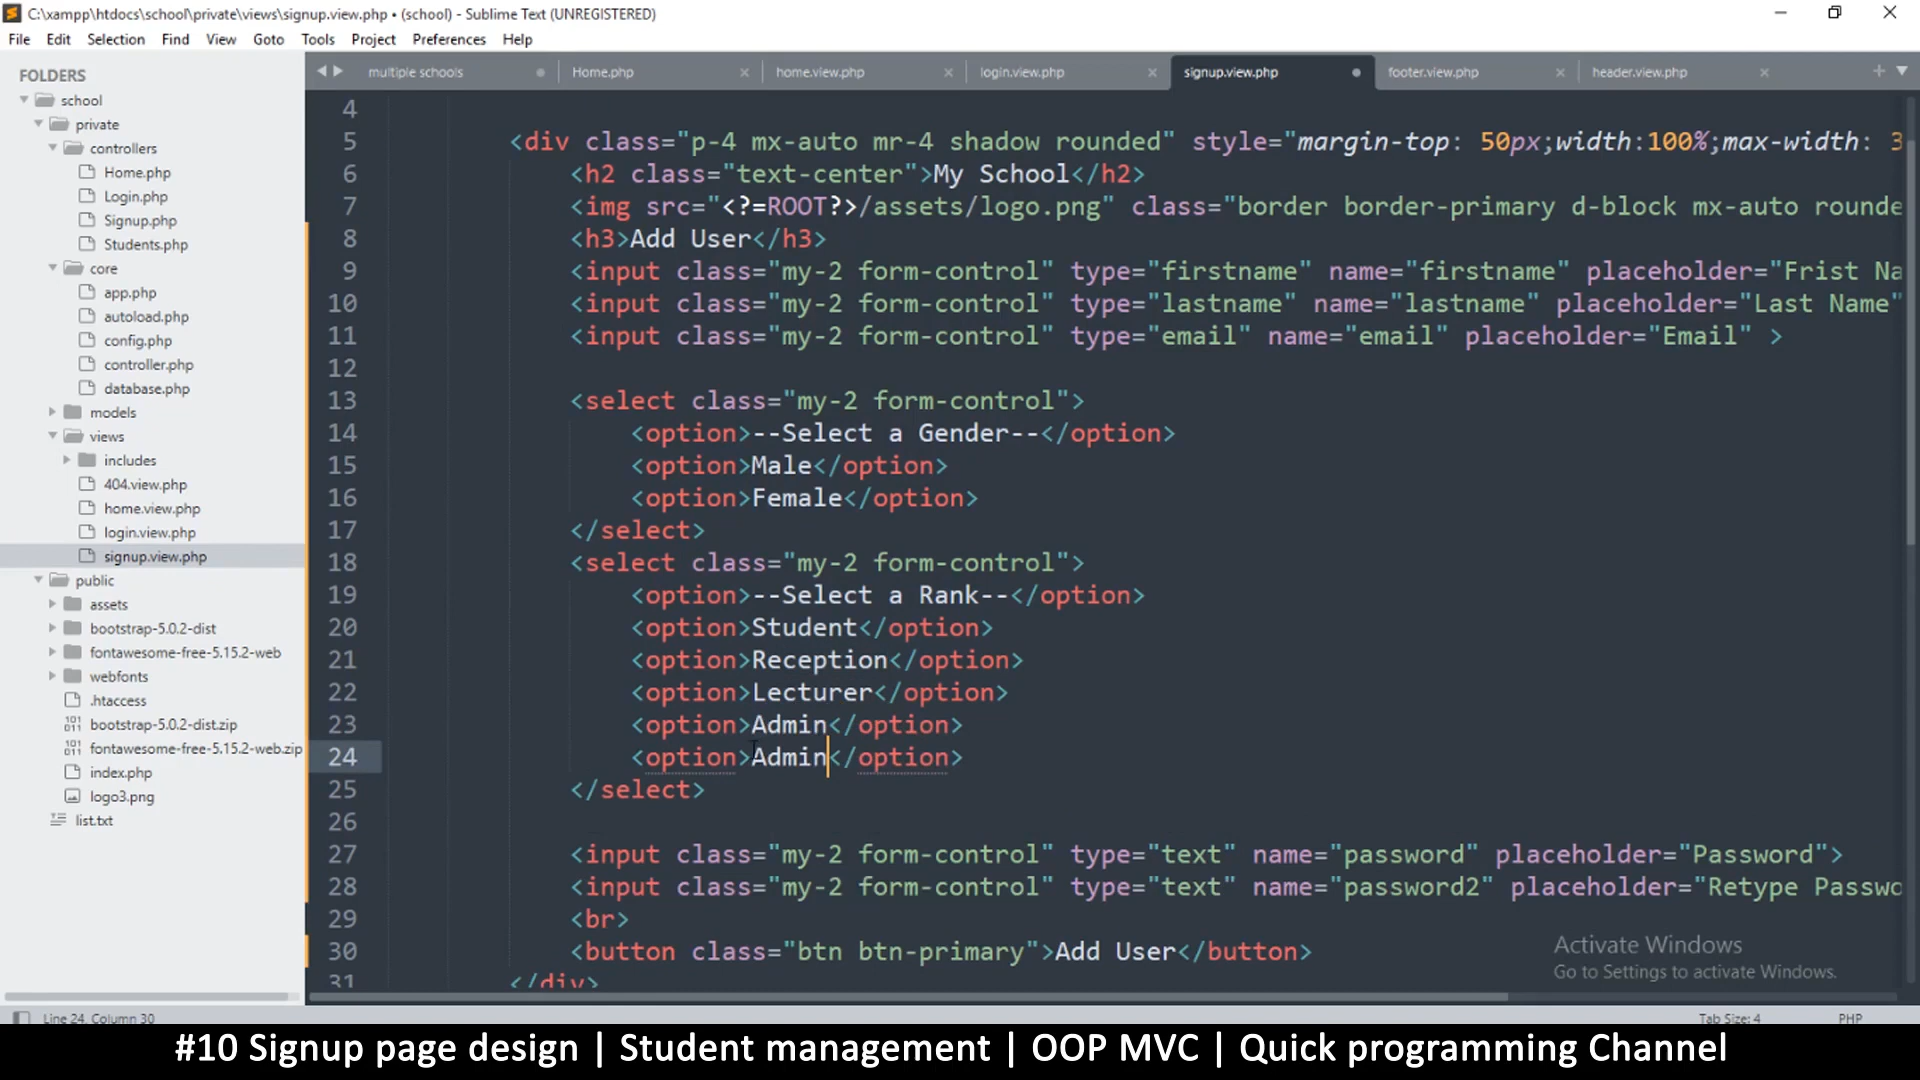 C:\xampp\htdocs\school\private\views\signup.view.php • (school) - Sublime Text (UNREGISTERED)
File Edit Selection Find View Goto Tools Project Preferences Help
FOLDERS
school
private
controllers
Home.php
Login.php
Signup.php
Students.php
core
app.php
autoload.php
config.php
controller.php
database.php
models
views
includes
404.view.php
home.view.php
login.view.php
signup.view.php
public
assets
bootstrap-5.0.2-dist
fontawesome-free-5.15.2-web
webfonts
.htaccess
bootstrap-5.0.2-dist.zip
fontawesome-free-5.15.2-web.zip
index.php
logo3.png
list.txt
multiple schools Home.php home.view.php login.view.php signup.view.php footer.view.php header.view.php
4
5 <div class="p-4 mx-auto mr-4 shadow rounded" style="margin-top: 50px;width:100%;max-width: 3
6 <h2 class="text-center">My School</h2>
7 <img src="<?=ROOT?>/assets/logo.png" class="border border-primary d-block mx-auto rounde
8 <h3>Add User</h3>
9 <input class="my-2 form-control" type="firstname" name="firstname" placeholder="Frist Na
10 <input class="my-2 form-control" type="lastname" name="lastname" placeholder="Last Name"
11 <input class="my-2 form-control" type="email" name="email" placeholder="Email" >
12
13 <select class="my-2 form-control">
14 <option>--Select a Gender--</option>
15 <option>Male</option>
16 <option>Female</option>
17 </select>
18 <select class="my-2 form-control">
19 <option>--Select a Rank--</option>
20 <option>Student</option>
21 <option>Reception</option>
22 <option>Lecturer</option>
23 <option>Admin</option>
24 <option>Admin</option>
25 </select>
26
27 <input class="my-2 form-control" type="text" name="password" placeholder="Password">
28 <input class="my-2 form-control" type="text" name="password2" placeholder="Retype Passwo
29 <br>
30 <button class="btn btn-primary">Add User</button>
31 </div>
Activate Windows
Go to Settings to activate Windows.
Line 24, Column 30 Tab Size: 4 PHP
#10 Signup page design | Student management | OOP MVC | Quick programming Channel